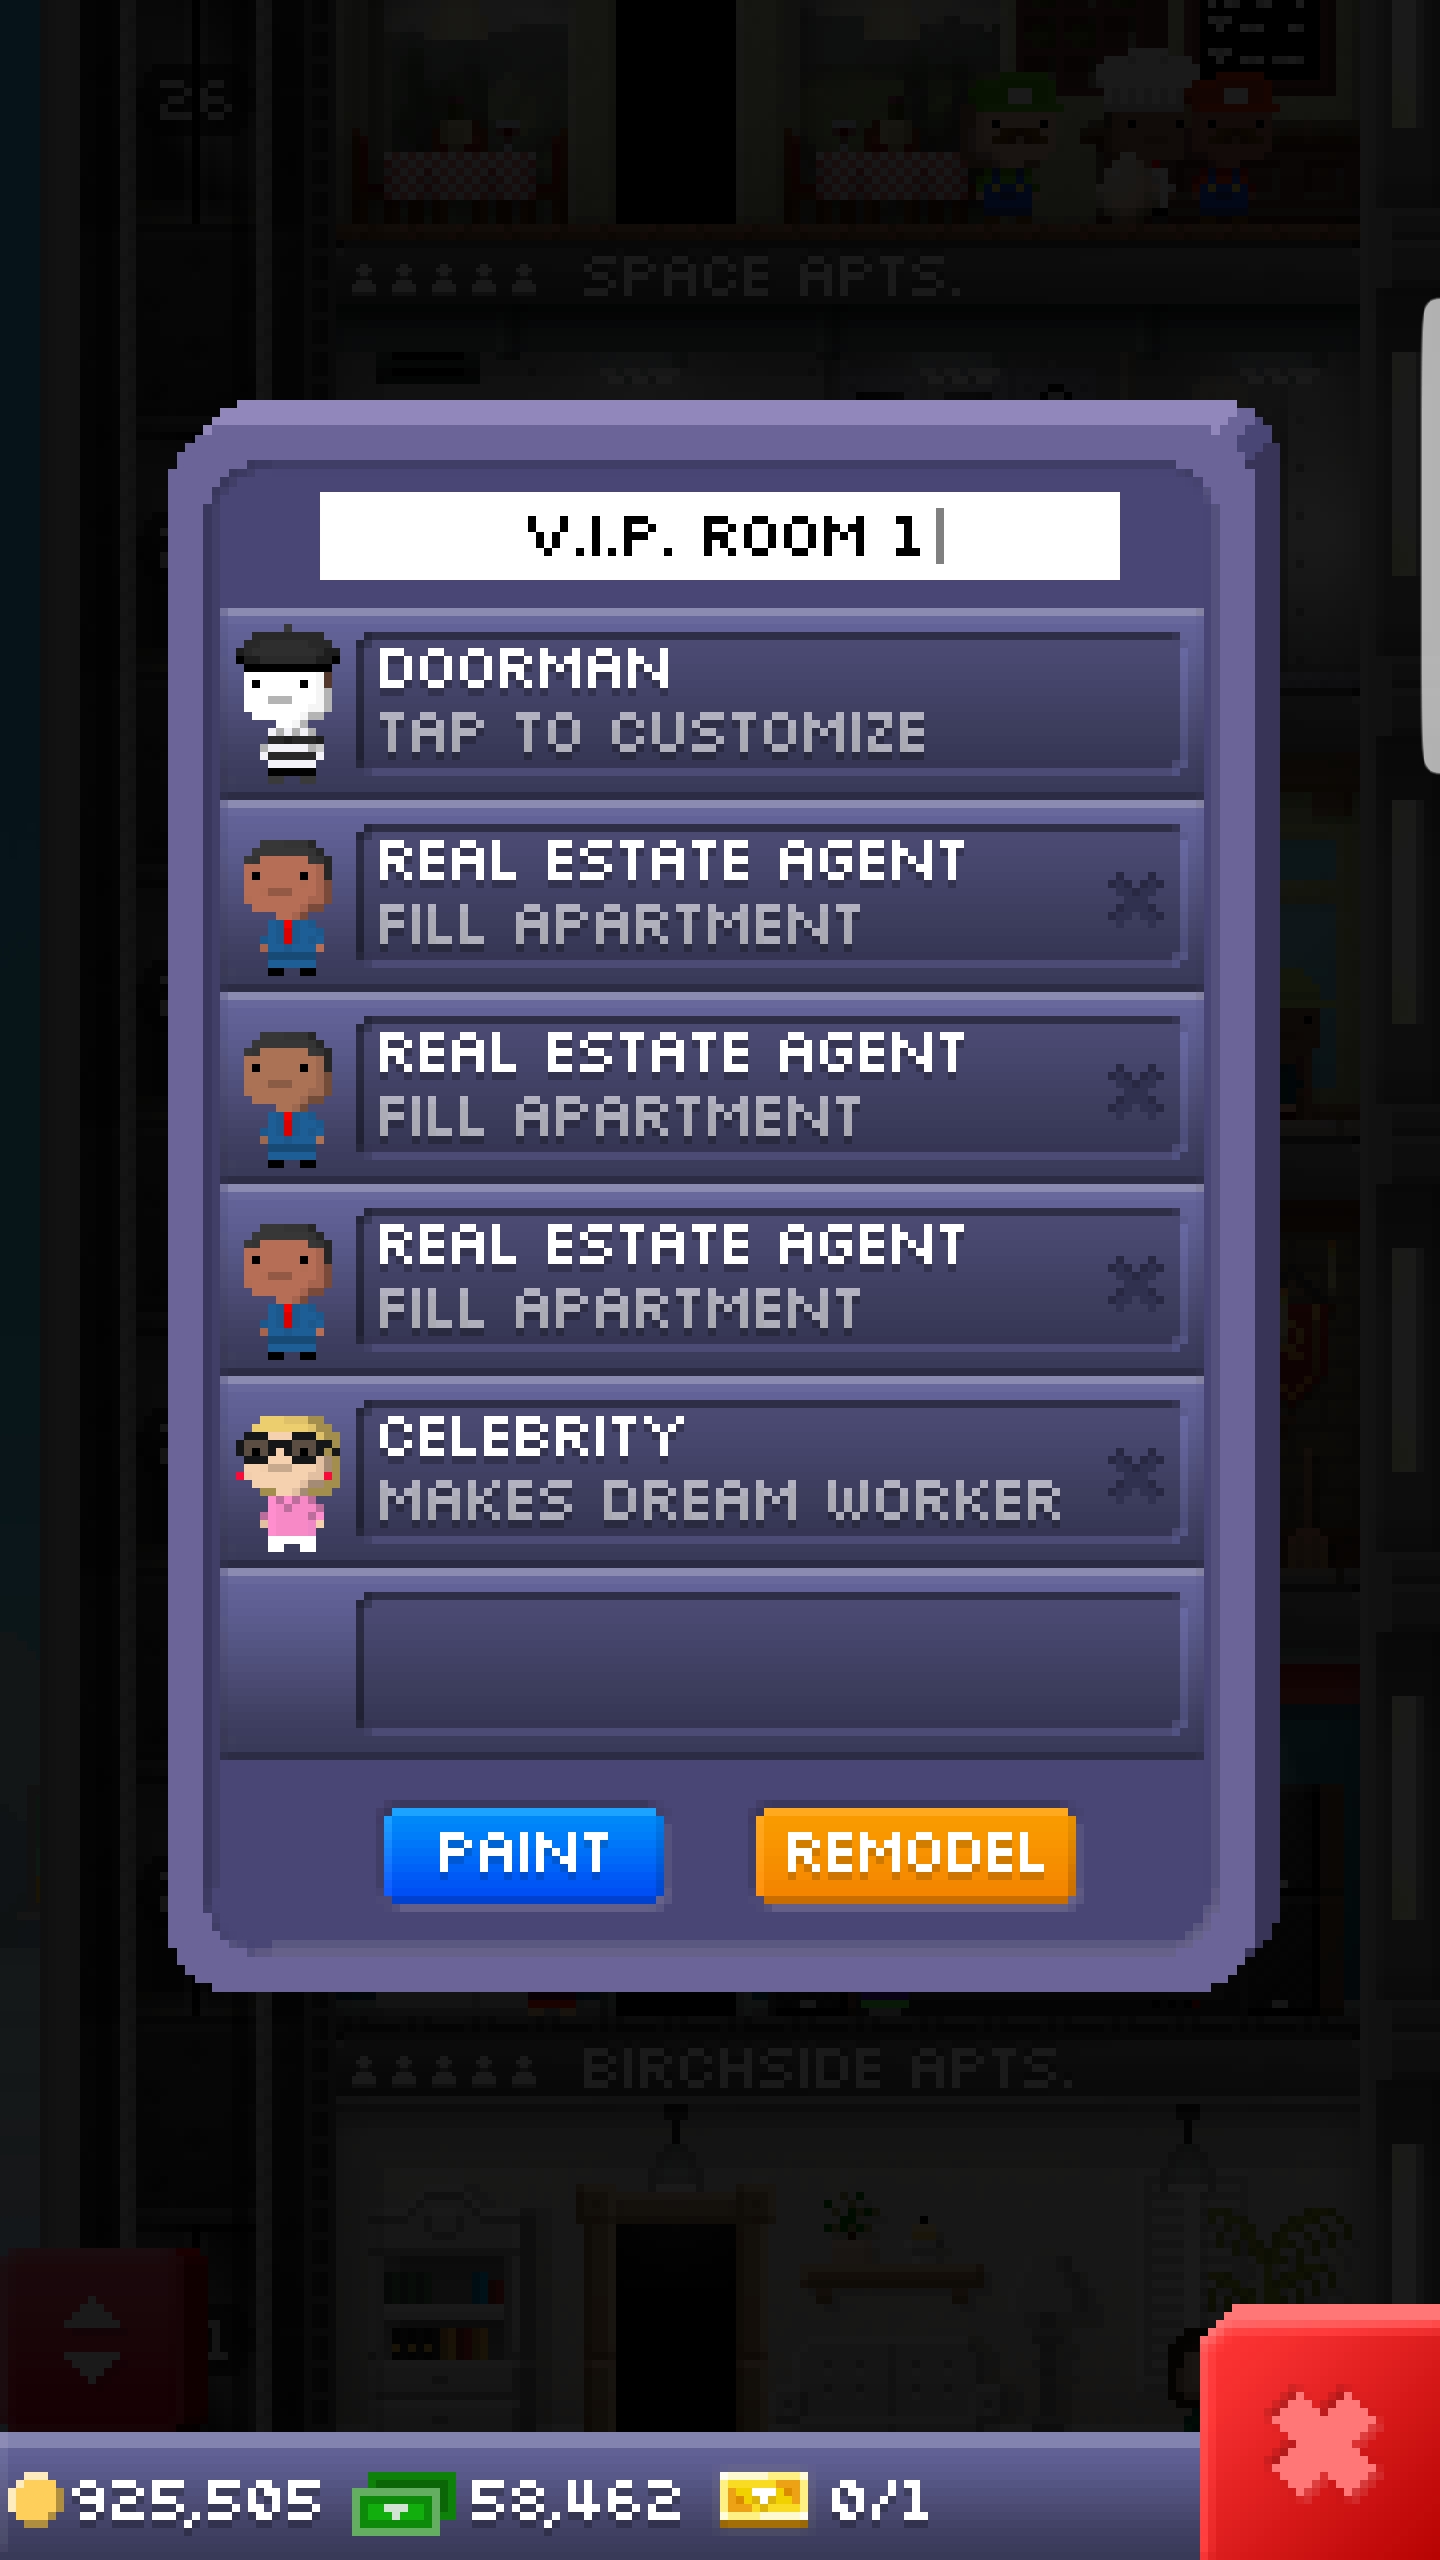 26
SPACE APTS.
V.I.P. ROOM 1
DOORMAN
TAP TO CUSTOMIZE
REAL ESTATE AGENT
FILL APARTMENT
REAL ESTATE AGENT
FILL APARTMENT
REAL ESTATE AGENT
FILL APARTMENT
CELEBRITY
MAKES DREAM WORKER
PAINT
REMODEL
BIRCHSIDE APTS.
925,505
58,462
0/1